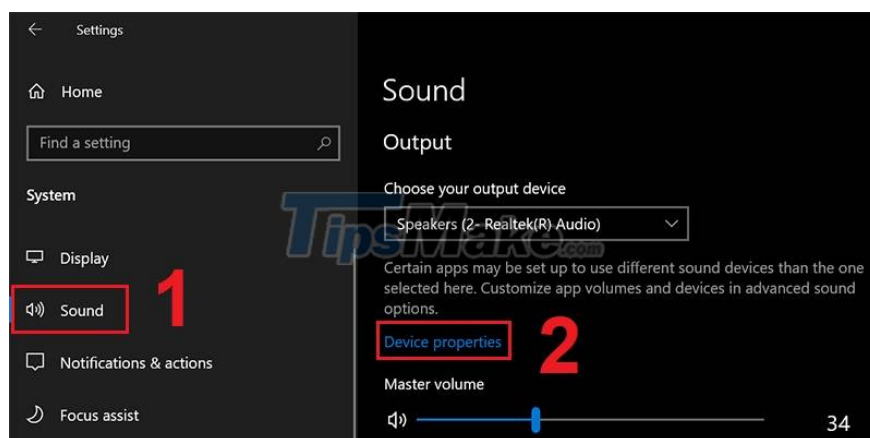 Settings
Home
Find a setting
System
Display
Sound
1
Notifications & actions
Focus assist
Sound
Output
Choose your output device
Speakers (2- Realtek(R) Audio)
TipsMake.com
Certain apps may be set up to use different sound devices than the one
selected here. Customize app volumes and devices in advanced sound
options.
Device properties
2
Master volume
34